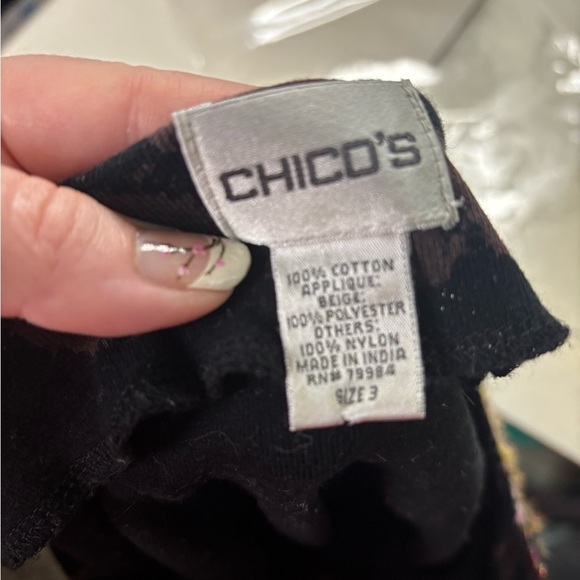 CHICO'S
100% COTTON
APPLIQUE:
BEIGE:
100% POLYESTER
OTHERS:
100% NYLON
MADE IN INDIA
RN# 79984
SIZE 3